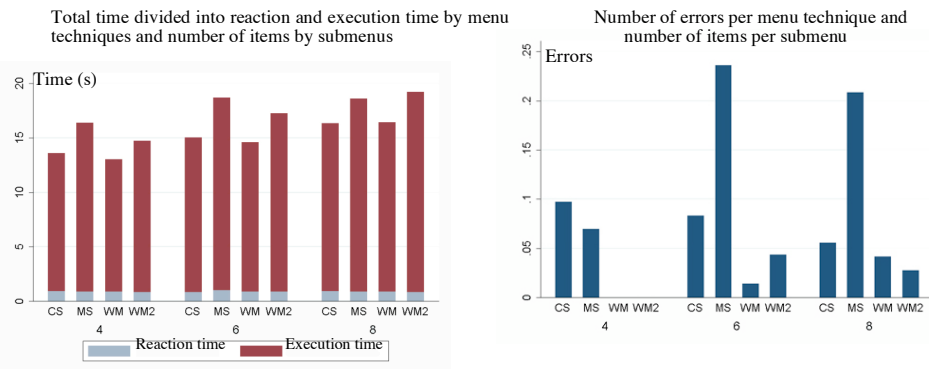 Total time divided into reaction and execution time by menu
techniques and number of items by submenus
Time (s)
20
15
10
5
0
CS MS WM WM2 CS MS WM WM2 CS MS WM WM2
4 6 8
Reaction time Execution time
Number of errors per menu technique and
number of items per submenu
Errors
.25
.2
.15
.1
.05
0
CS MS WM WM2 CS MS WM WM2 CS MS WM WM2
4 6 8